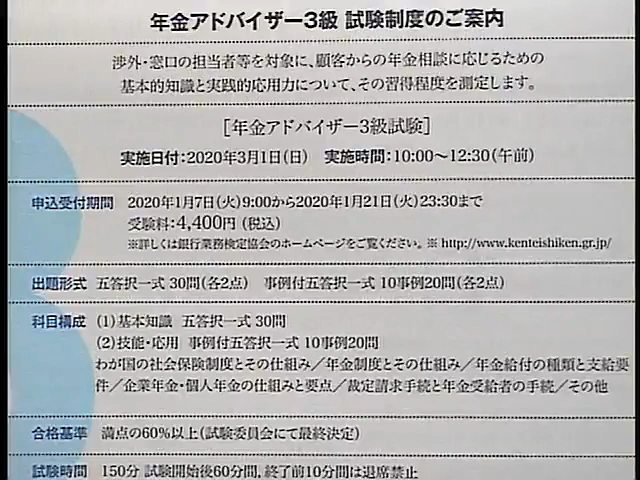 年金アドバイザー3級 試験制度のご案内
渉外・窓口の担当者等を対象に、顧客からの年金相談に応じるための
基本的知識と実践的応用力について、その習得程度を測定します。
[年金アドバイザー3級試験]
実施日付：2020年3月1日(日) 実施時間：10:00〜12:30(午前)
申込受付期間 2020年1月7日(火)9:00から2020年1月21日(火)23:30まで
受験料：4,400円(税込)
※詳しくは銀行業務検定協会のホームページをご覧ください。※ http://www.kenteishiken.gr.jp/
出題形式 五答択一式 30問(各2点) 事例付五答択一式 10事例20問(各2点)
科目構成 (1)基本知識 五答択一式 30問
(2)技能・応用 事例付五答択一式 10事例20問
わが国の社会保険制度とその仕組み／年金制度とその仕組み／年金給付の種類と支給要
件／企業年金・個人年金の仕組みと要点／裁定請求手続と年金受給者の手続／その他
合格基準 満点の60%以上(試験委員会にて最終決定)
試験時間 150分 試験開始後60分間、終了前10分間は退席禁止